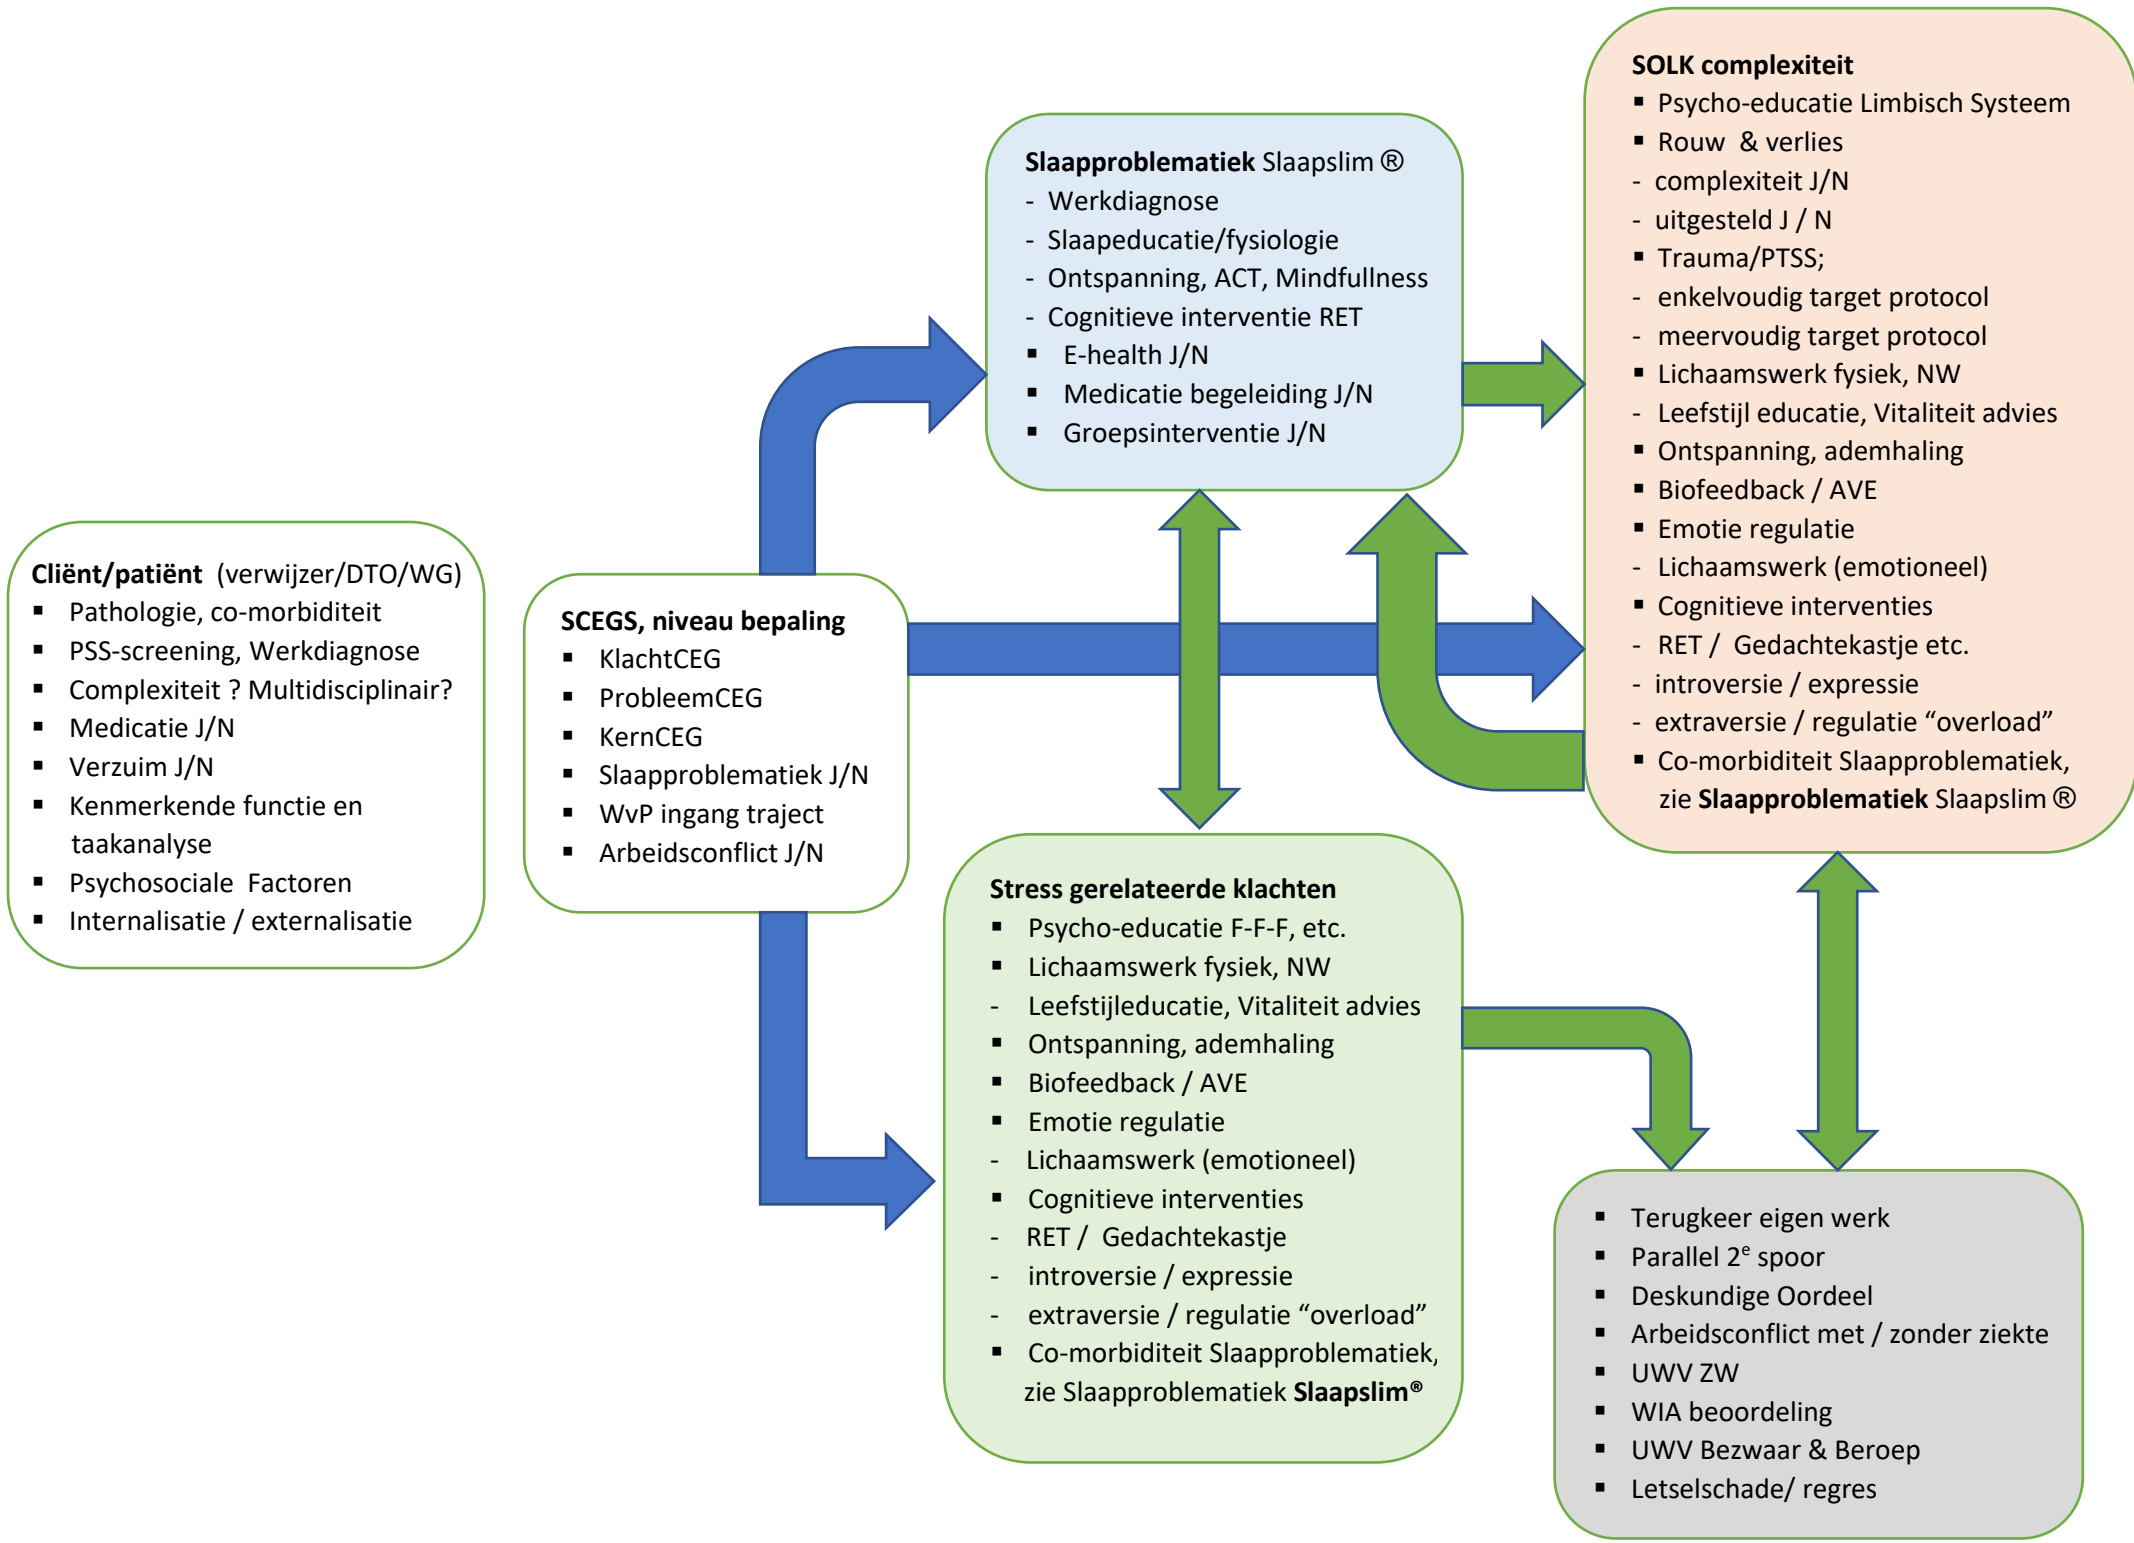 Cliënt/patiënt (verwijzer/DTO/WG)
▪ Pathologie, co-morbiditeit
▪ PSS-screening, Werkdiagnose
▪ Complexiteit ? Multidisciplinair?
▪ Medicatie J/N
▪ Verzuim J/N
▪ Kenmerkende functie en
taakanalyse
▪ Psychosociale Factoren
▪ Internalisatie / externalisatie
SCEGS, niveau bepaling
▪ KlachtCEG
▪ ProbleemCEG
▪ KernCEG
▪ Slaapproblematiek J/N
▪ WvP ingang traject
▪ Arbeidsconflict J/N
Slaapproblematiek Slaapslim ®
- Werkdiagnose
- Slaapeducatie/fysiologie
- Ontspanning, ACT, Mindfullness
- Cognitieve interventie RET
▪ E-health J/N
▪ Medicatie begeleiding J/N
▪ Groepsinterventie J/N
Stress gerelateerde klachten
▪ Psycho-educatie F-F-F, etc.
▪ Lichaamswerk fysiek, NW
- Leefstijleducatie, Vitaliteit advies
▪ Ontspanning, ademhaling
▪ Biofeedback / AVE
▪ Emotie regulatie
- Lichaamswerk (emotioneel)
▪ Cognitieve interventies
- RET / Gedachtekastje
- introversie / expressie
- extraversie / regulatie “overload”
▪ Co-morbiditeit Slaapproblematiek,
zie Slaapproblematiek Slaapslim®
SOLK complexiteit
▪ Psycho-educatie Limbisch Systeem
▪ Rouw & verlies
- complexiteit J/N
- uitgesteld J / N
▪ Trauma/PTSS;
- enkelvoudig target protocol
- meervoudig target protocol
▪ Lichaamswerk fysiek, NW
- Leefstijl educatie, Vitaliteit advies
▪ Ontspanning, ademhaling
▪ Biofeedback / AVE
▪ Emotie regulatie
- Lichaamswerk (emotioneel)
▪ Cognitieve interventies
- RET / Gedachtekastje etc.
- introversie / expressie
- extraversie / regulatie “overload”
▪ Co-morbiditeit Slaapproblematiek,
zie Slaapproblematiek Slaapslim ®
▪ Terugkeer eigen werk
▪ Parallel 2e spoor
▪ Deskundige Oordeel
▪ Arbeidsconflict met / zonder ziekte
▪ UWV ZW
▪ WIA beoordeling
▪ UWV Bezwaar & Beroep
▪ Letselschade/ regres